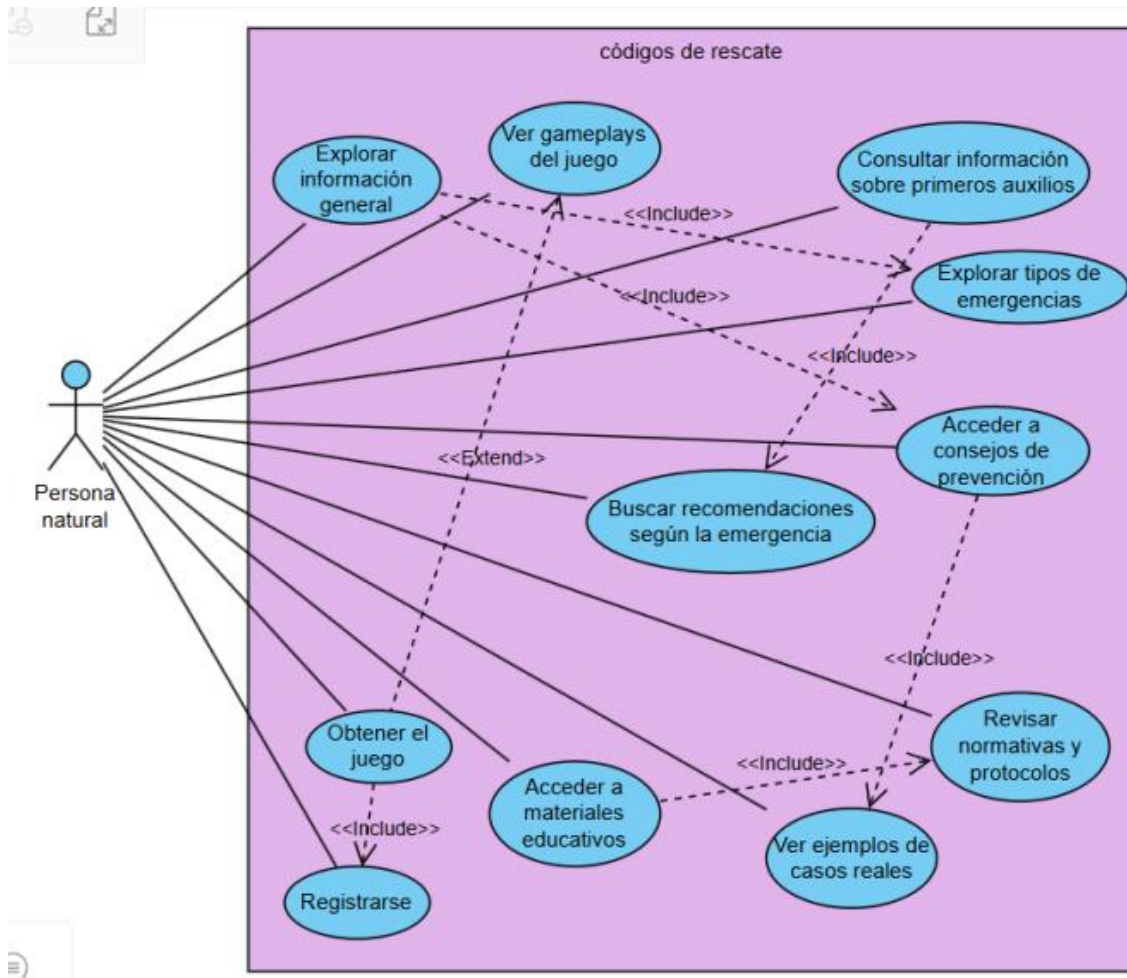 códigos de rescate
Ver gameplays
del juego
Explorar
información
general
Consultar información
sobre primeros auxilios
<<Include>>
Explorar tipos de
emergencias
<<Include>>
<<Include>>
Acceder a
consejos de
prevención
<<Extend>>
Persona
natural
Buscar recomendaciones
según la emergencia
<<Include>>
Revisar
normativas y
protocolos
Obtener el
juego
<<Include>>
Acceder a
materiales
educativos
<<Include>>
Ver ejemplos de
casos reales
Registrarse